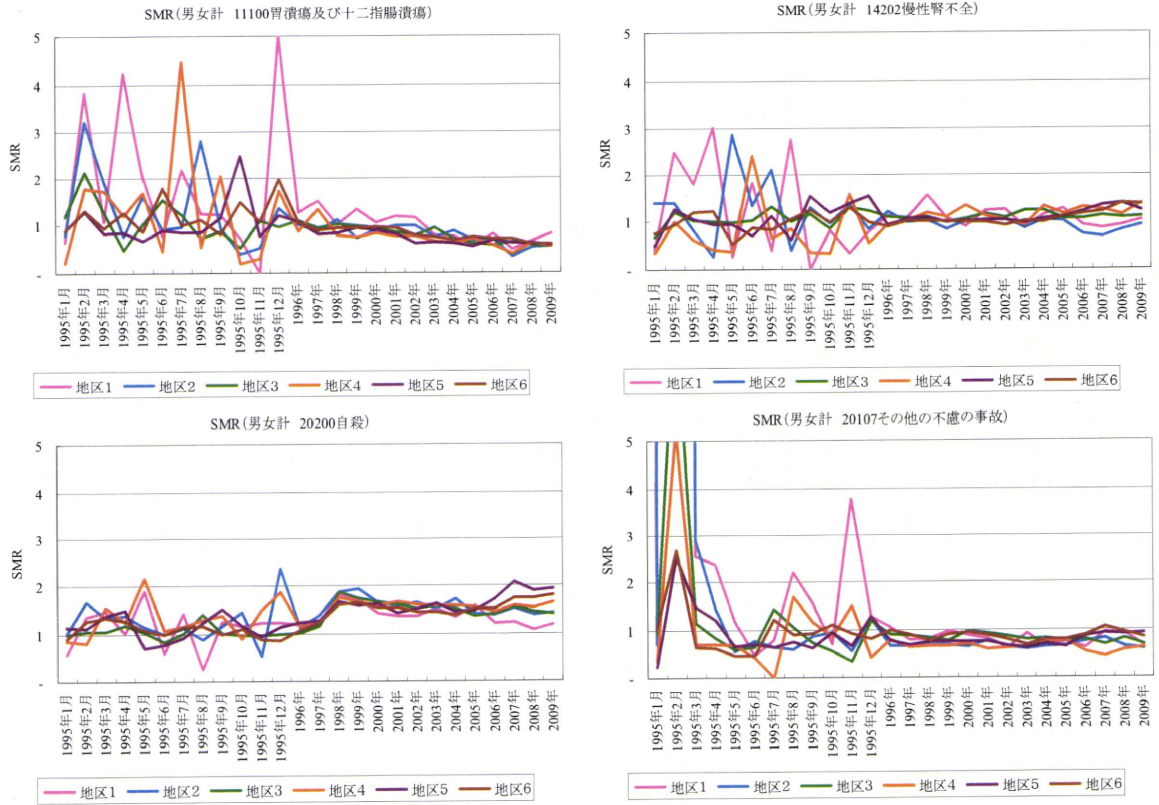 SMR(男女計 11100胃潰瘍及び十二指腸潰瘍)
5
4
3
2
1
-
SMR
1995年1月
1995年2月
1995年3月
1995年4月
1995年5月
1995年6月
1995年7月
1995年8月
1995年9月
1995年10月
1995年11月
1995年12月
1996年
1997年
1998年
1999年
2000年
2001年
2002年
2003年
2004年
2005年
2006年
2007年
2008年
2009年
地区1 地区2 地区3 地区4 地区5 地区6
SMR(男女計 14202慢性腎不全)
5
4
3
2
1
-
SMR
1995年1月
1995年2月
1995年3月
1995年4月
1995年5月
1995年6月
1995年7月
1995年8月
1995年9月
1995年10月
1995年11月
1995年12月
1996年
1997年
1998年
1999年
2000年
2001年
2002年
2003年
2004年
2005年
2006年
2007年
2008年
2009年
地区1 地区2 地区3 地区4 地区5 地区6
SMR(男女計 20200自殺)
5
4
3
2
1
-
SMR
1995年1月
1995年2月
1995年3月
1995年4月
1995年5月
1995年6月
1995年7月
1995年8月
1995年9月
1995年10月
1995年11月
1995年12月
1996年
1997年
1998年
1999年
2000年
2001年
2002年
2003年
2004年
2005年
2006年
2007年
2008年
2009年
地区1 地区2 地区3 地区4 地区5 地区6
SMR(男女計 20107その他の不慮の事故)
5
4
3
2
1
-
SMR
1995年1月
1995年2月
1995年3月
1995年4月
1995年5月
1995年6月
1995年7月
1995年8月
1995年9月
1995年10月
1995年11月
1995年12月
1996年
1997年
1998年
1999年
2000年
2001年
2002年
2003年
2004年
2005年
2006年
2007年
2008年
2009年
地区1 地区2 地区3 地区4 地区5 地区6